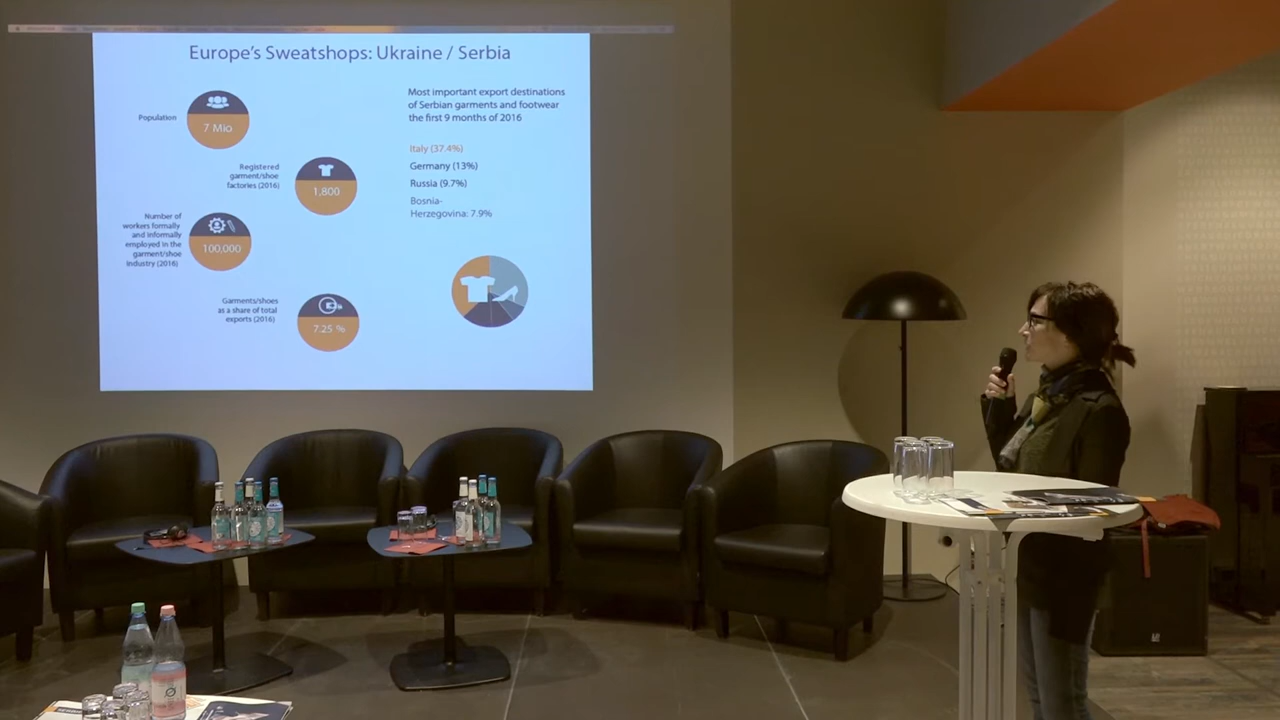 Europe's Sweatshops: Ukraine / Serbia
Population
7 Mio
Registered
garment/shoe
factories (2016)
1,800
Number of
workers formally
and informally
employed in the
garment/shoe
industry (2016)
100,000
Garments/shoes
as a share of total
exports (2016)
7.25 %
Most important export destinations
of Serbian garments and footwear
the first 9 months of 2016
Italy (37.4%)
Germany (13%)
Russia (9.7%)
Bosnia-
Herzegovina: 7.9%